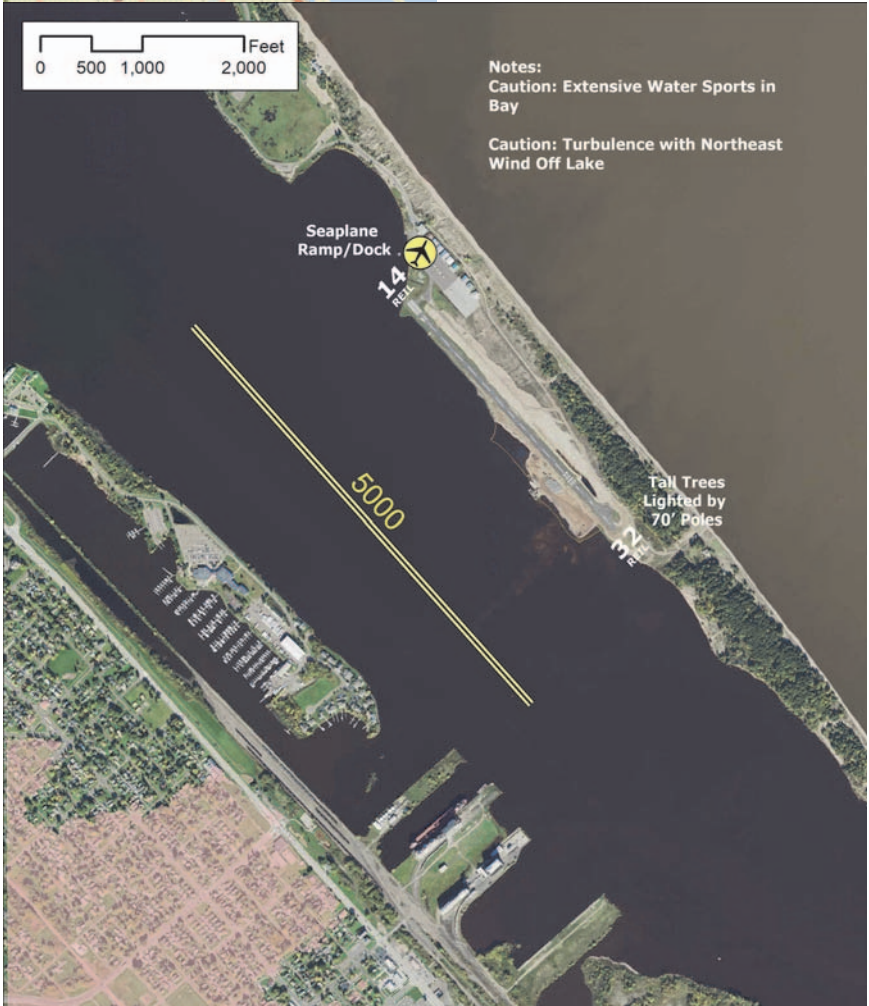 Feet
0 500 1,000 2,000
Notes:
Caution: Extensive Water Sports in
Bay
Caution: Turbulence with Northeast
Wind Off Lake
Seaplane
Ramp/Dock
14
REIL
5000
Tall Trees
Lighted by
70' Poles
32
REIL